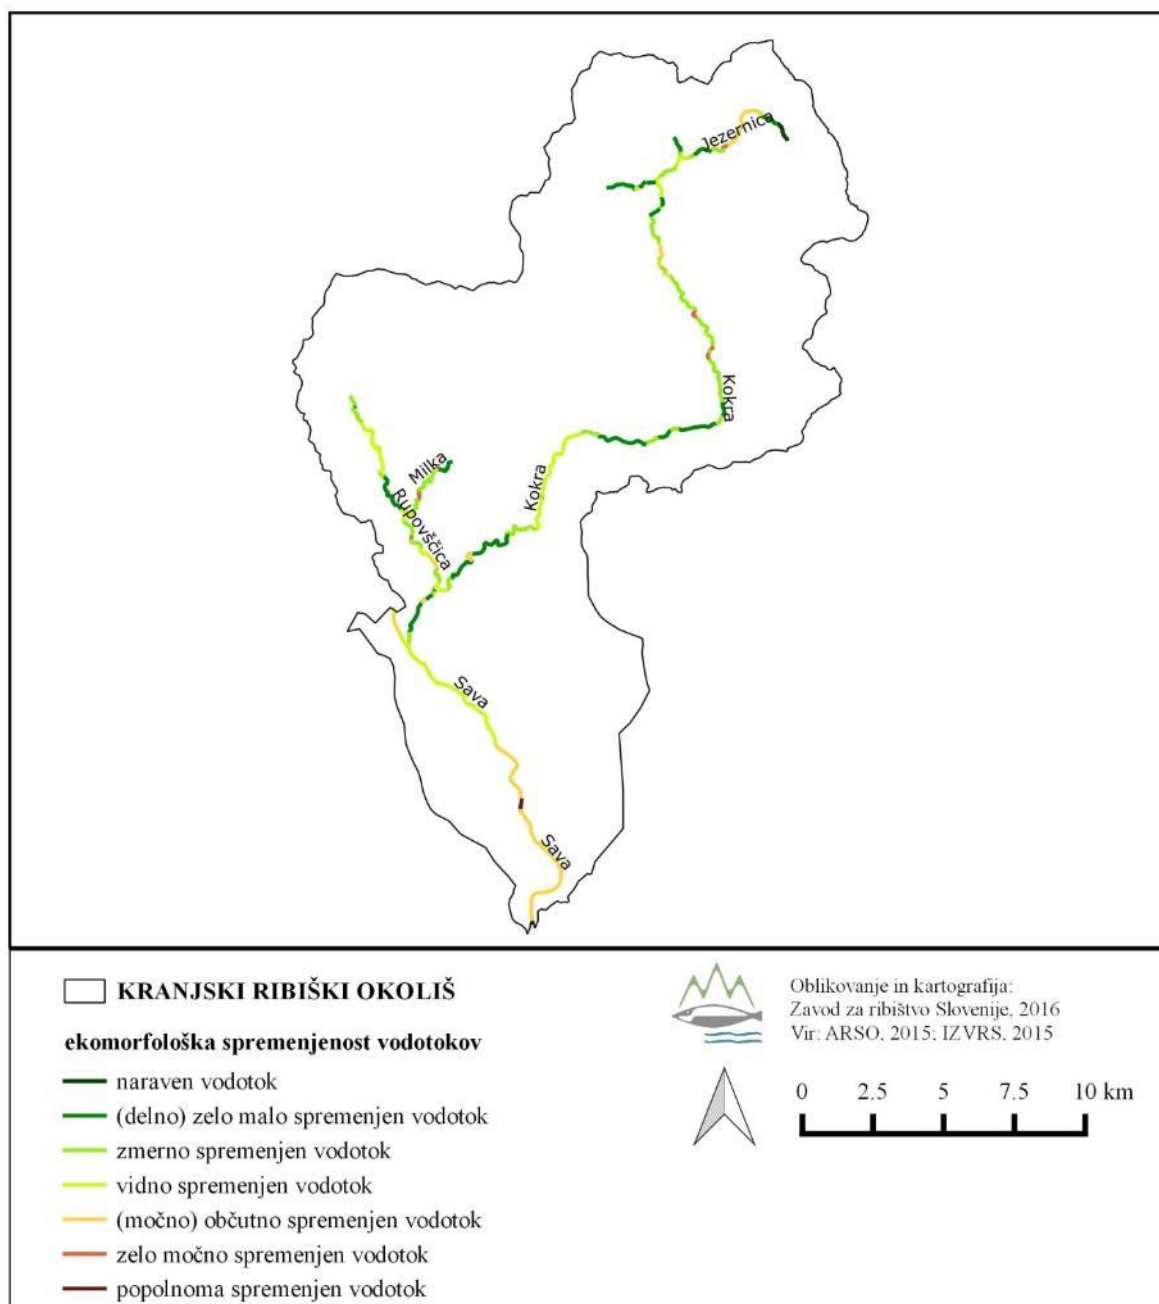 Jezernica
Kokra
Milka
Kokra
Rupovščica
Sava
Sava
KRANJSKI RIBIŠKI OKOLIŠ
ekomorfološka spremenjenost vodotokov
naraven vodotok
(delno) zelo malo spremenjen vodotok
zmerno spremenjen vodotok
vidno spremenjen vodotok
(močno) občutno spremenjen vodotok
zelo močno spremenjen vodotok
popolnoma spremenjen vodotok
Oblikovanje in kartografija:
Zavod za ribištvo Slovenije, 2016
Vir: ARSO, 2015; IZVRS, 2015
0 2.5 5 7.5 10 km